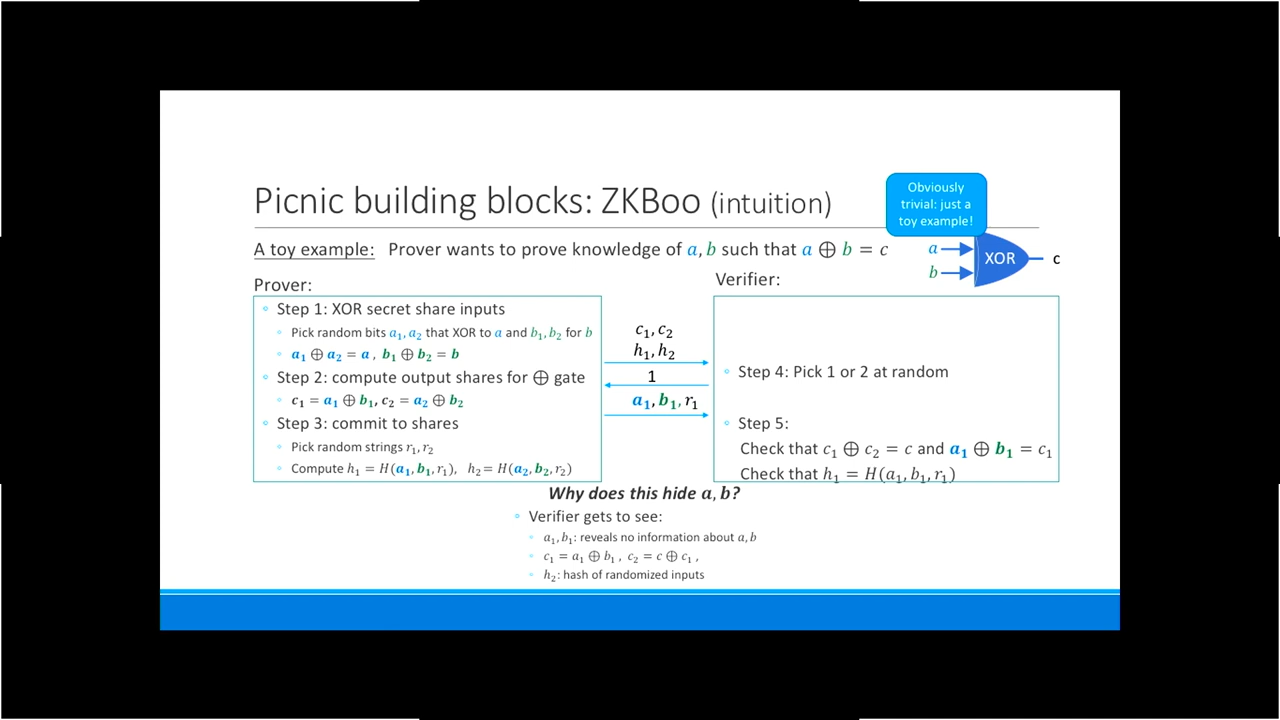 Picnic building blocks: ZKBoo (intuition)
Obviously
trivial: just a
toy example!
A toy example: Prover wants to prove knowledge of a, b such that a ⊕ b = c
a
b
XOR
c
Prover:
Step 1: XOR secret share inputs
Pick random bits a₁, a₂ that XOR to a and b₁, b₂ for b
a₁ ⊕ a₂ = a , b₁ ⊕ b₂ = b
Step 2: compute output shares for ⊕ gate
c₁ = a₁ ⊕ b₁, c₂ = a₂ ⊕ b₂
Step 3: commit to shares
Pick random strings r₁, r₂
Compute h₁ = H(a₁, b₁, r₁), h₂ = H(a₂, b₂, r₂)
c₁, c₂
h₁, h₂
1
a₁, b₁, r₁
Verifier:
Step 4: Pick 1 or 2 at random
Step 5:
Check that c₁ ⊕ c₂ = c and a₁ ⊕ b₁ = c₁
Check that h₁ = H(a₁, b₁, r₁)
Why does this hide a, b?
Verifier gets to see:
a₁, b₁: reveals no information about a, b
c₁ = a₁ ⊕ b₁ , c₂ = c ⊕ c₁ ,
h₂: hash of randomized inputs